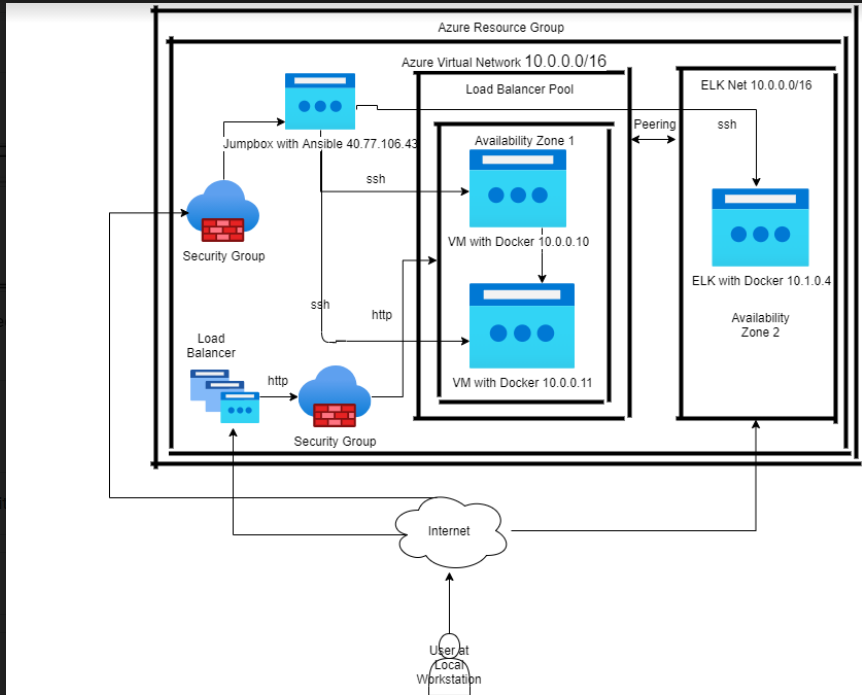 Azure Resource Group
Azure Virtual Network 10.0.0.0/16
Load Balancer Pool
ELK Net 10.0.0.0/16
Peering
ssh
Jumpbox with Ansible 40.77.106.43
Availability Zone 1
ssh
VM with Docker 10.0.0.10
Security Group
ELK with Docker 10.1.0.4
ssh
http
Availability
Zone 2
Load
Balancer
http
VM with Docker 10.0.0.11
Security Group
Internet
User at
Local
Workstation